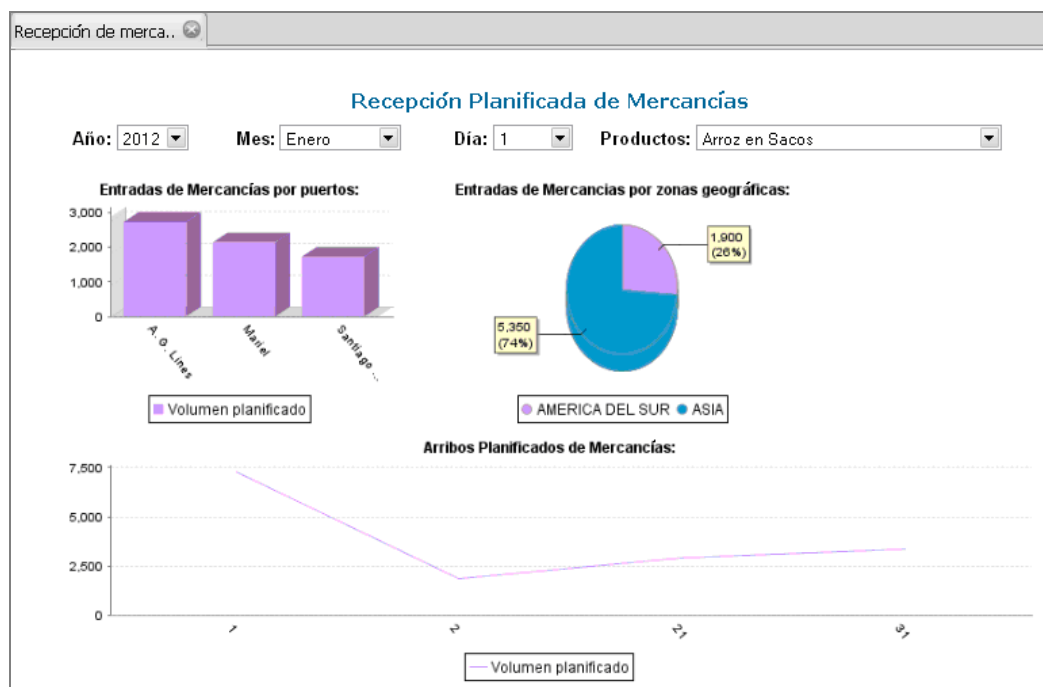 Recepción de merca..
Recepción Planificada de Mercancías
Año: 2012 Mes: Enero Día: 1 Productos: Arroz en Sacos
Entradas de Mercancías por puertos:
3,000
2,000
1,000
0
A. G. Lines
Mariel
Santiago ...
Volumen planificado
Entradas de Mercancias por zonas geográficas:
1,900
(26%)
5,350
(74%)
AMERICA DEL SUR ASIA
Arribos Planificados de Mercancías:
7,500
5,000
2,500
0
1 2 21 31
Volumen planificado